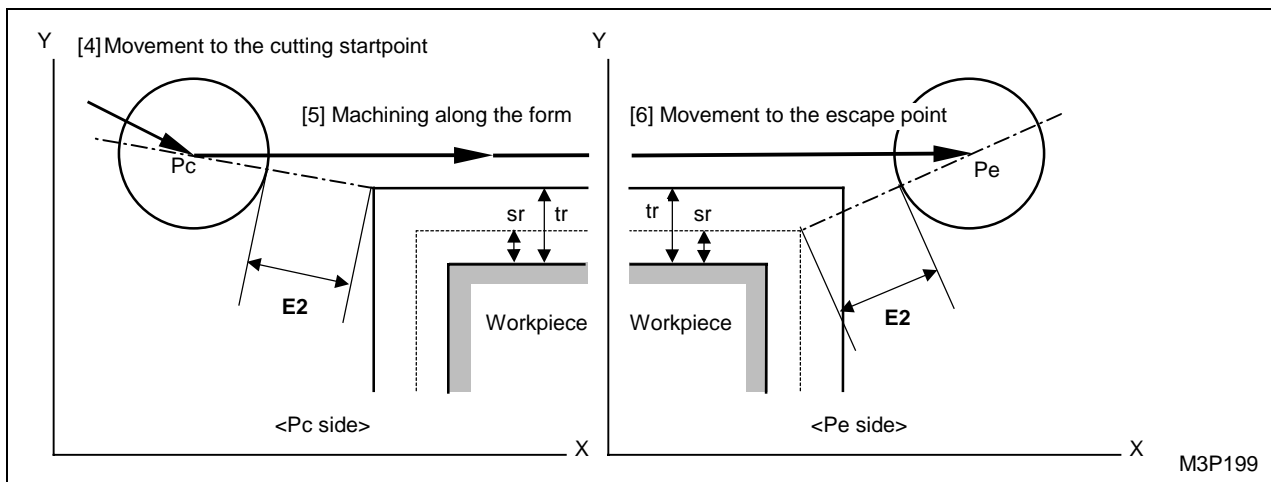 Y
[4] Movement to the cutting startpoint
Y
[5] Machining along the form
[6] Movement to the escape point
Pc
Pe
sr
tr
tr
sr
E2
E2
Workpiece
Workpiece
<Pc side>
<Pe side>
X
X
M3P199